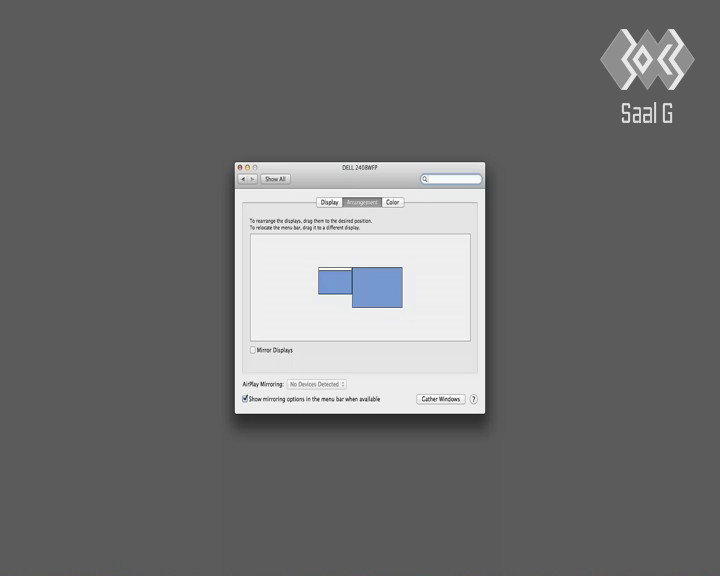 Saal G
DELL 2408WFP
Show All
Display Arrangement Color
To rearrange the displays, drag them to the desired position.
To relocate the menu bar, drag it to a different display.
Mirror Displays
AirPlay Mirroring: No Devices Detected
Show mirroring options in the menu bar when available
Gather Windows ?